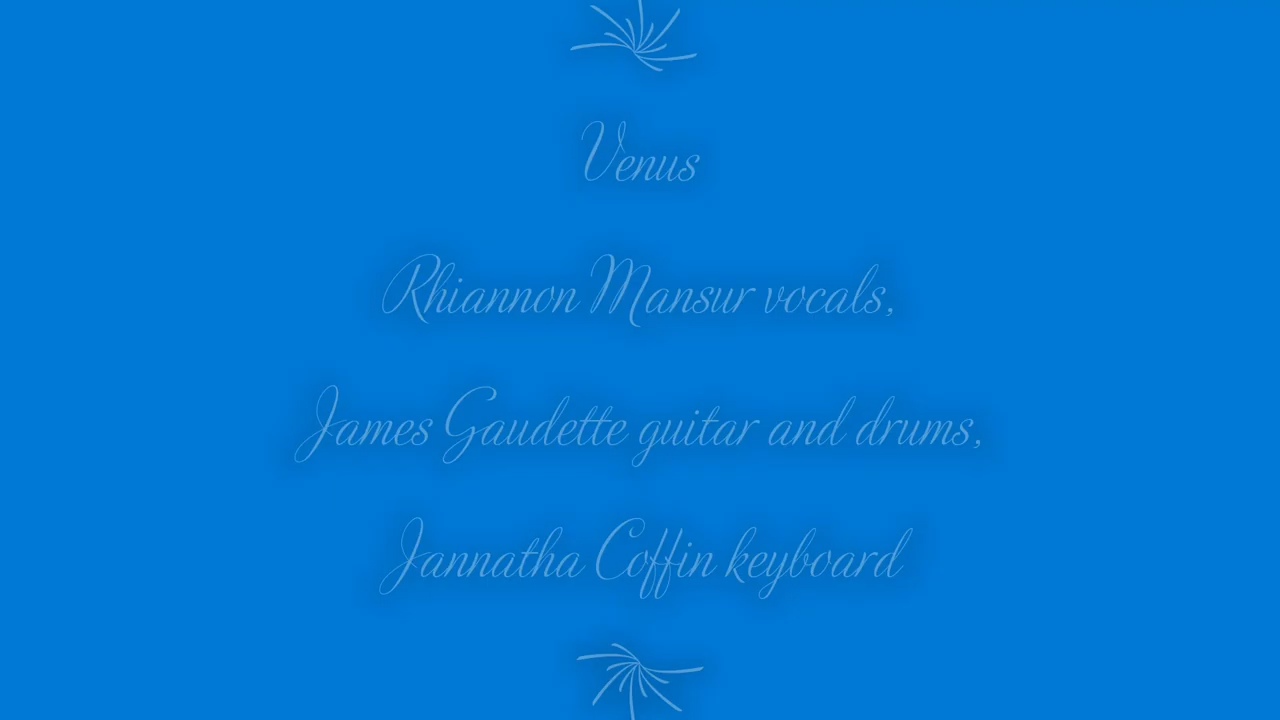 Venus
Rhiannon Mansur vocals,
James Gaudette guitar and drums,
Jannatha Coffin keyboard